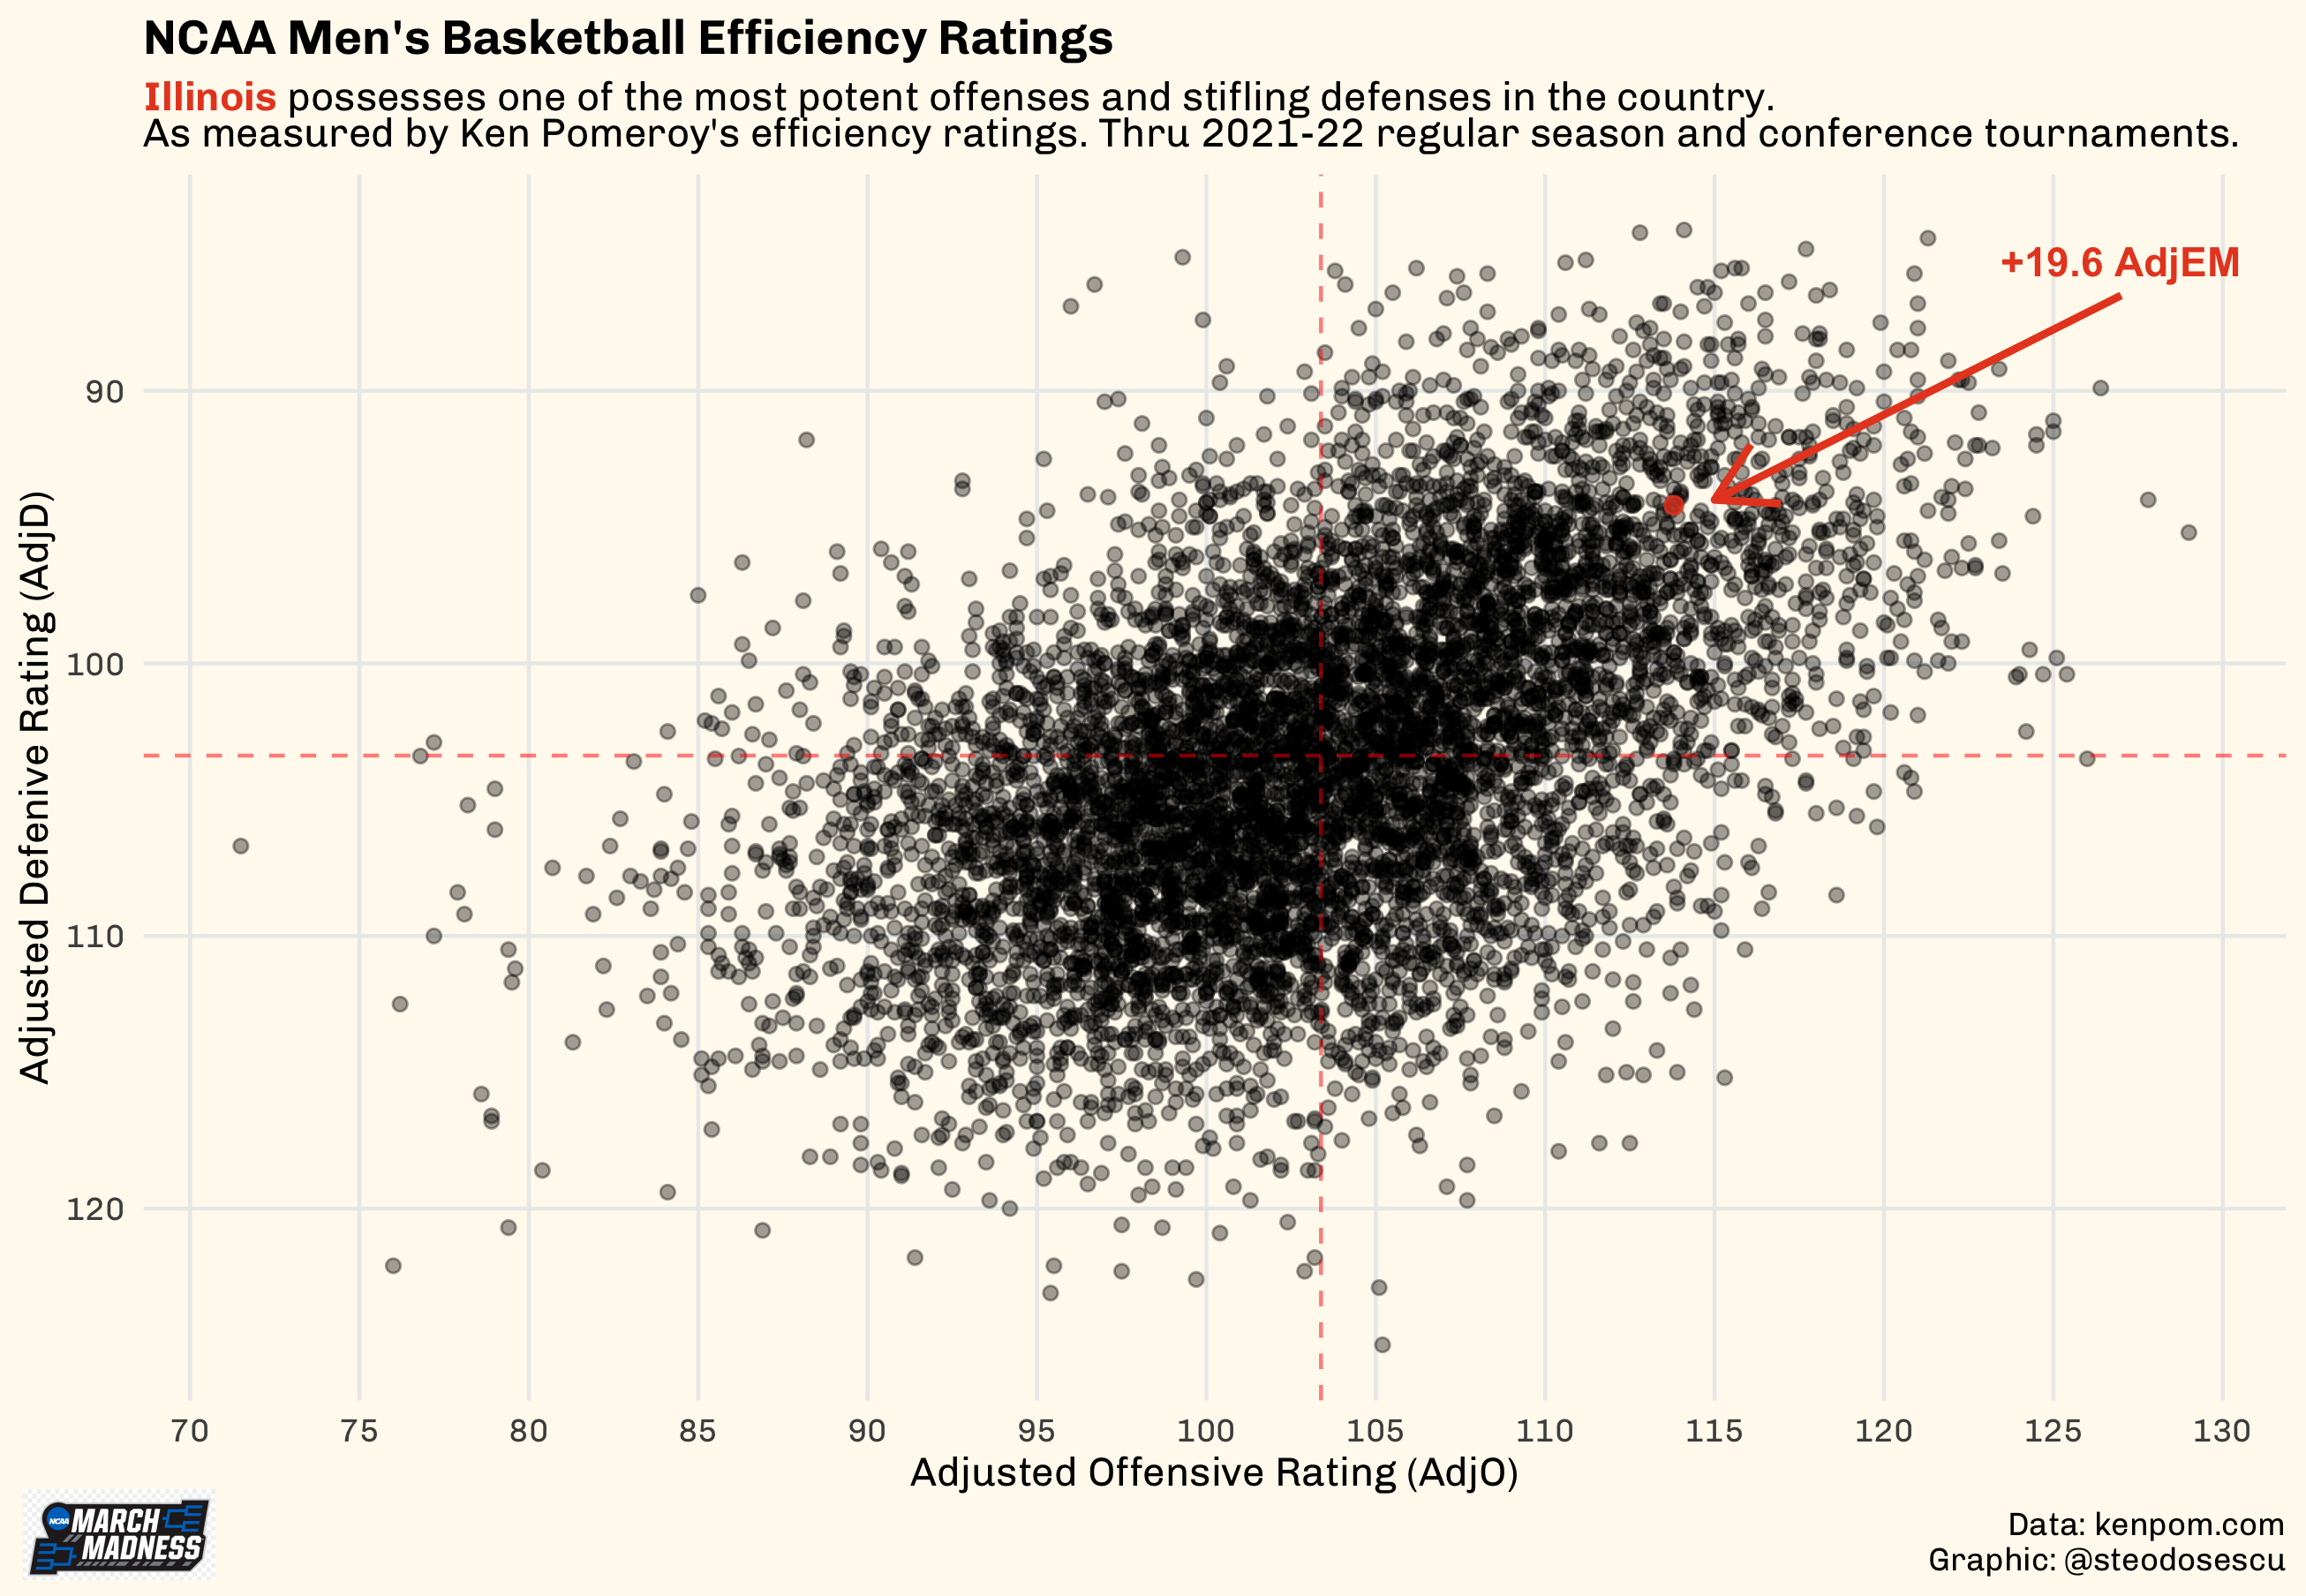 NCAA Men's Basketball Efficiency Ratings
Illinois possesses one of the most potent offenses and stifling defenses in the country.
As measured by Ken Pomeroy's efficiency ratings. Thru 2021-22 regular season and conference tournaments.
+19.6 AdjEM
Adjusted Defenive Rating (AdjD)
90
100
110
120
70 75 80 85 90 95 100 105 110 115 120 125 130
Adjusted Offensive Rating (AdjO)
NCAA MARCH
MADNESS
Data: kenpom.com
Graphic: @steodosescu